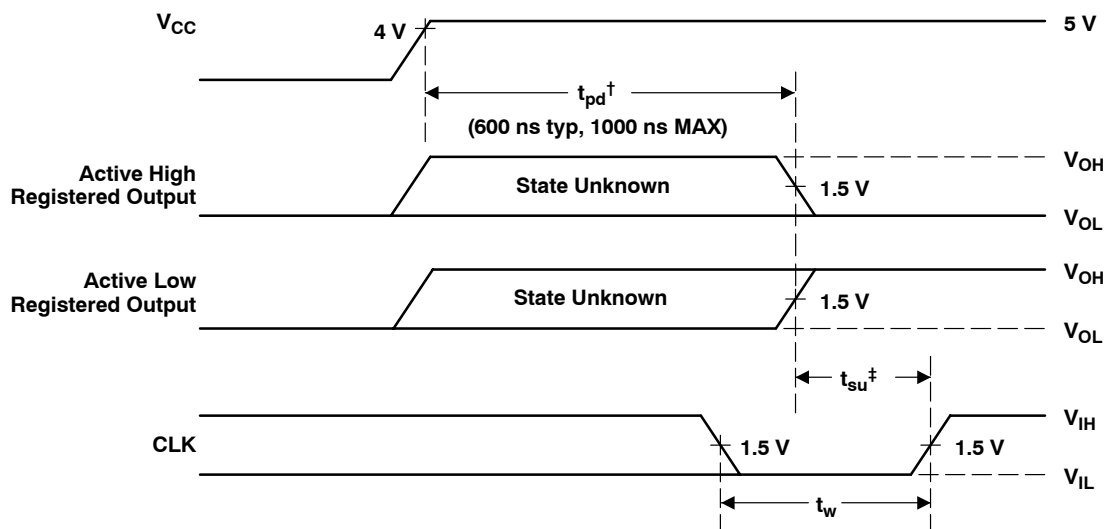 VCC
4 V
5 V
tpd†
(600 ns typ, 1000 ns MAX)
Active High
Registered Output
State Unknown
1.5 V
VOH
VOL
Active Low
Registered Output
State Unknown
1.5 V
VOH
VOL
tsu‡
CLK
1.5 V
1.5 V
VIH
VIL
tw